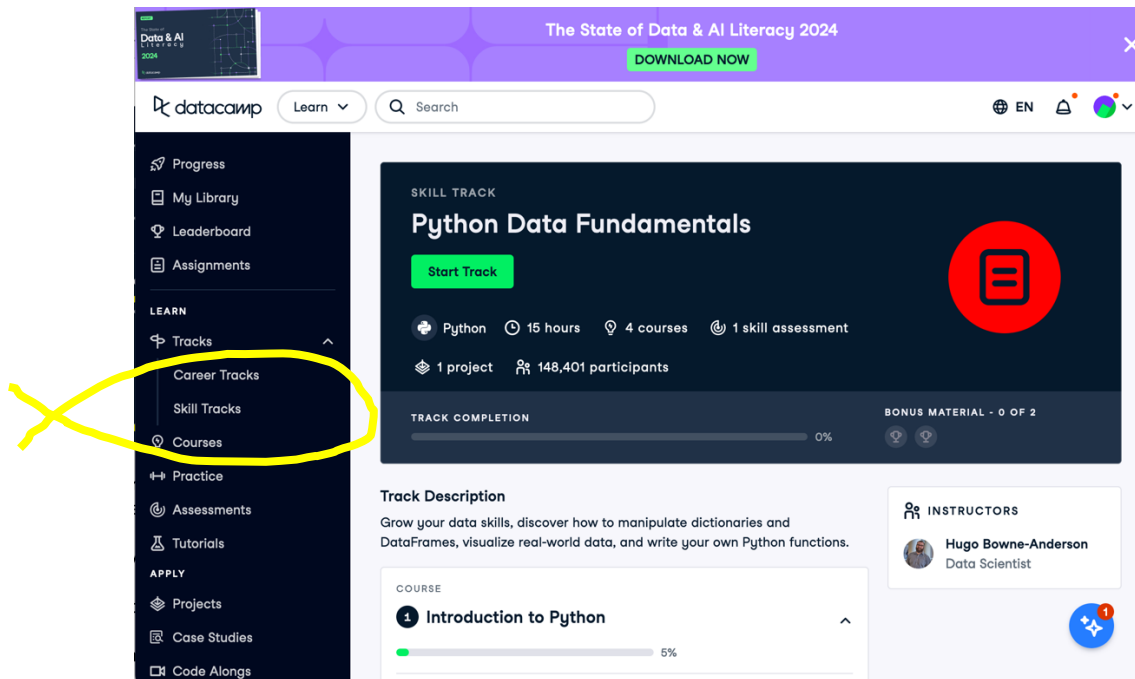 The State of
Data & AI
Literacy
2024
The State of Data & AI Literacy 2024
DOWNLOAD NOW
datacamp
Learn
Search
EN
Progress
My Library
Leaderboard
Assignments
LEARN
Tracks
Career Tracks
Skill Tracks
Courses
Practice
Assessments
Tutorials
APPLY
Projects
Case Studies
Code Alongs
SKILL TRACK
Python Data Fundamentals
Start Track
Python 15 hours 4 courses 1 skill assessment
1 project 148,401 participants
TRACK COMPLETION
0%
BONUS MATERIAL - 0 OF 2
Track Description
Grow your data skills, discover how to manipulate dictionaries and
DataFrames, visualize real-world data, and write your own Python functions.
COURSE
1 Introduction to Python
5%
INSTRUCTORS
Hugo Bowne-Anderson
Data Scientist
1